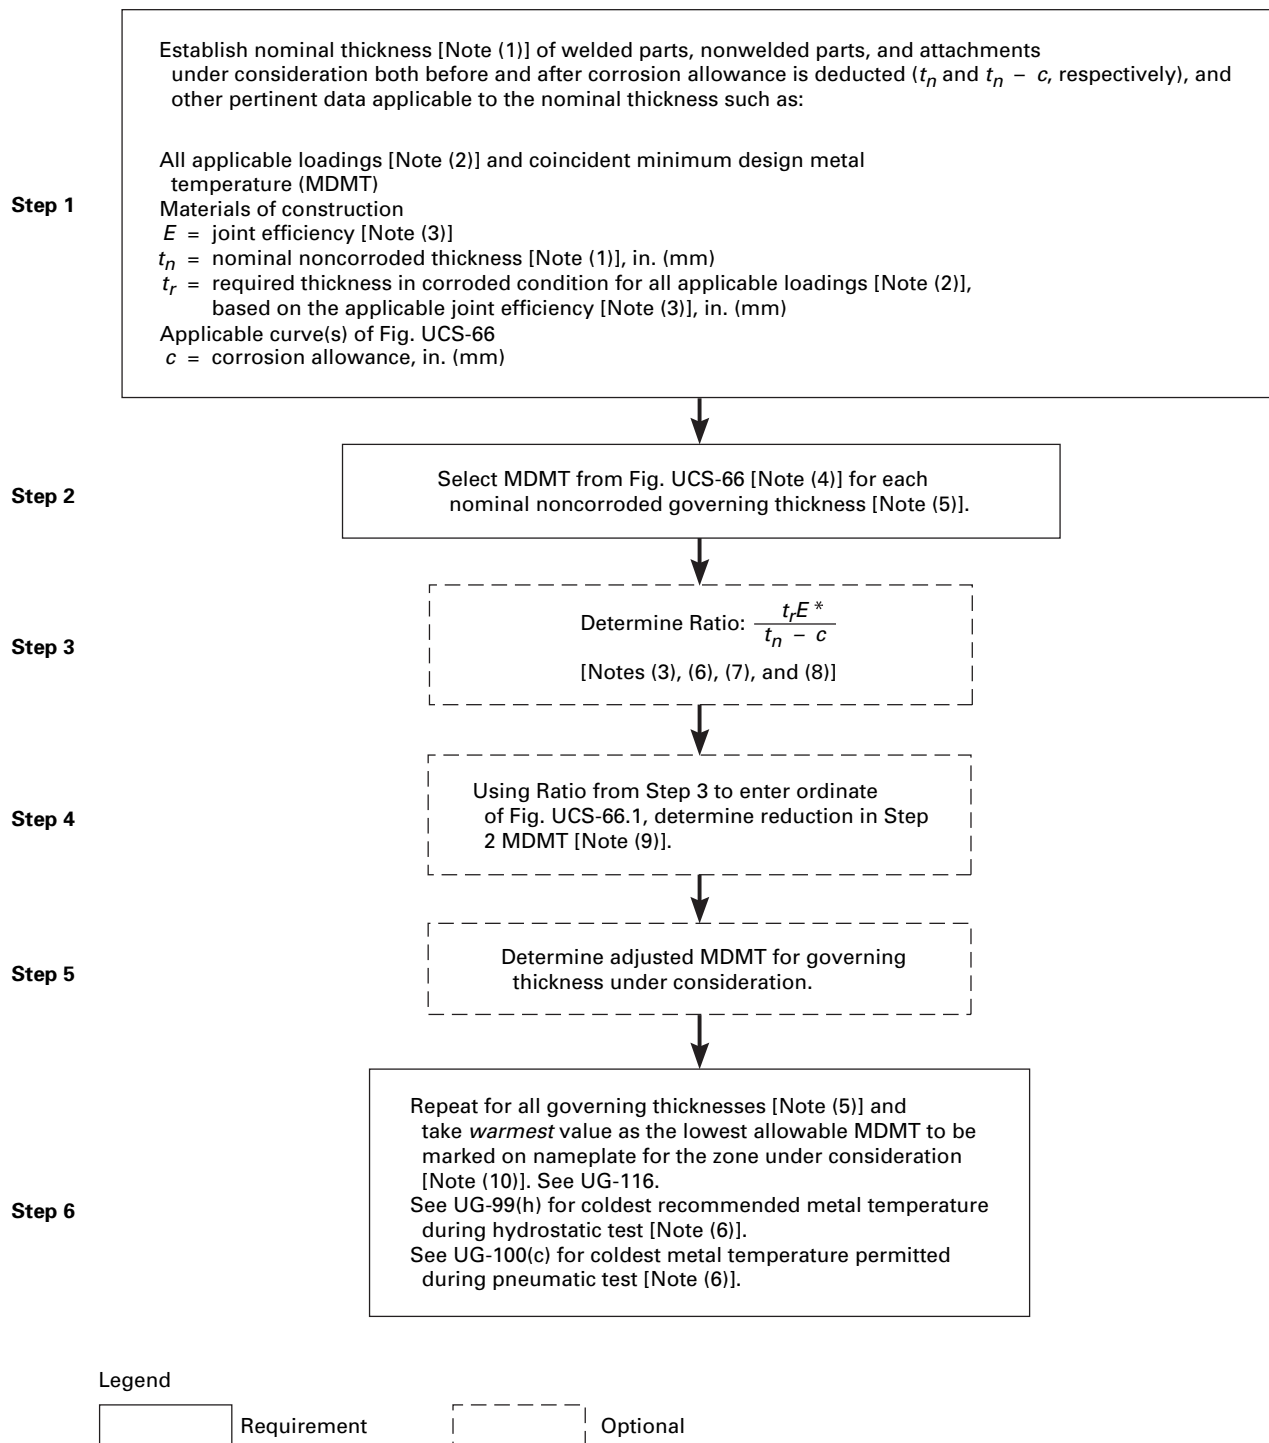 Establish nominal thickness [Note (1)] of welded parts, nonwelded parts, and attachments
under consideration both before and after corrosion allowance is deducted (tn and tn – c, respectively), and
other pertinent data applicable to the nominal thickness such as:
All applicable loadings [Note (2)] and coincident minimum design metal
temperature (MDMT)
Step 1
Materials of construction
E = joint efficiency [Note (3)]
tn = nominal noncorroded thickness [Note (1)], in. (mm)
tr = required thickness in corroded condition for all applicable loadings [Note (2)],
based on the applicable joint efficiency [Note (3)], in. (mm)
Applicable curve(s) of Fig. UCS-66
c = corrosion allowance, in. (mm)
Step 2
Select MDMT from Fig. UCS-66 [Note (4)] for each
nominal noncorroded governing thickness [Note (5)].
Step 3
Determine Ratio: trE* / tn – c
[Notes (3), (6), (7), and (8)]
Step 4
Using Ratio from Step 3 to enter ordinate
of Fig. UCS-66.1, determine reduction in Step
2 MDMT [Note (9)].
Step 5
Determine adjusted MDMT for governing
thickness under consideration.
Step 6
Repeat for all governing thicknesses [Note (5)] and
take warmest value as the lowest allowable MDMT to be
marked on nameplate for the zone under consideration
[Note (10)]. See UG-116.
See UG-99(h) for coldest recommended metal temperature
during hydrostatic test [Note (6)].
See UG-100(c) for coldest metal temperature permitted
during pneumatic test [Note (6)].
Legend
Requirement
Optional